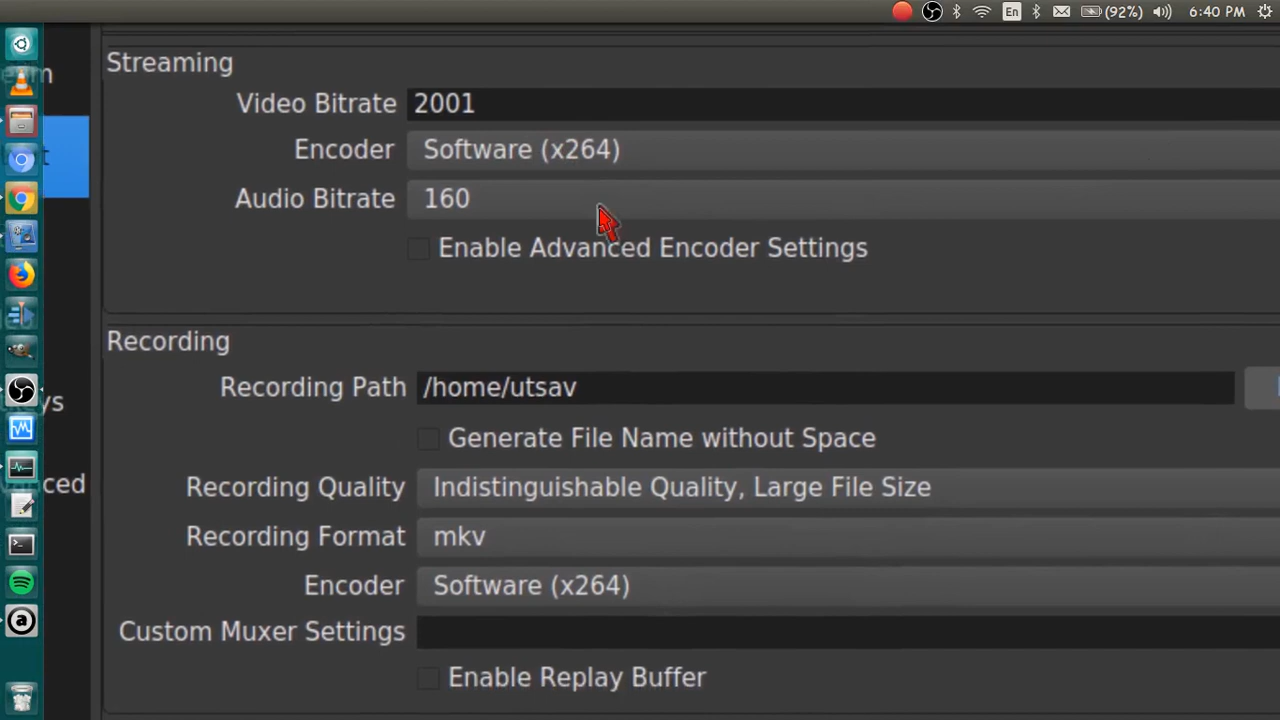 En (92%) 6:40 PM
Streaming
Video Bitrate 2001
Encoder Software (x264)
Audio Bitrate 160
Enable Advanced Encoder Settings
Recording
Recording Path /home/utsav
Generate File Name without Space
Recording Quality Indistinguishable Quality, Large File Size
Recording Format mkv
Encoder Software (x264)
Custom Muxer Settings
Enable Replay Buffer